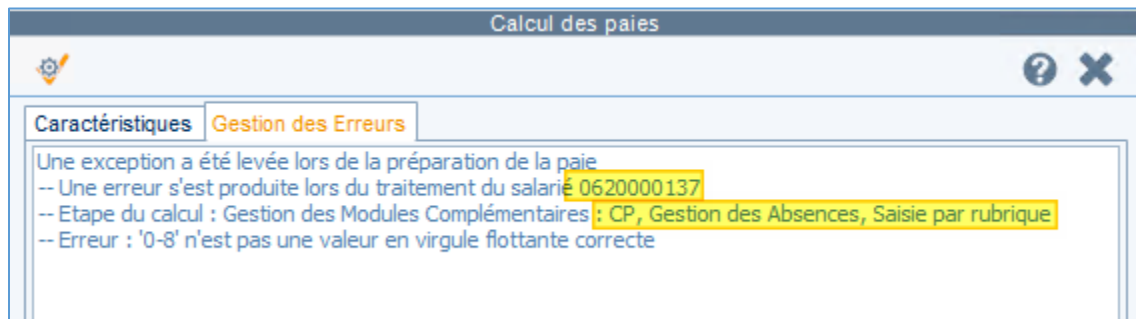 Calcul des paies
Caractéristiques Gestion des Erreurs
Une exception a été levée lors de la préparation de la paie
-- Une erreur s'est produite lors du traitement du salarié 0620000137
-- Etape du calcul : Gestion des Modules Complémentaires : CP, Gestion des Absences, Saisie par rubrique
-- Erreur : '0-8' n'est pas une valeur en virgule flottante correcte